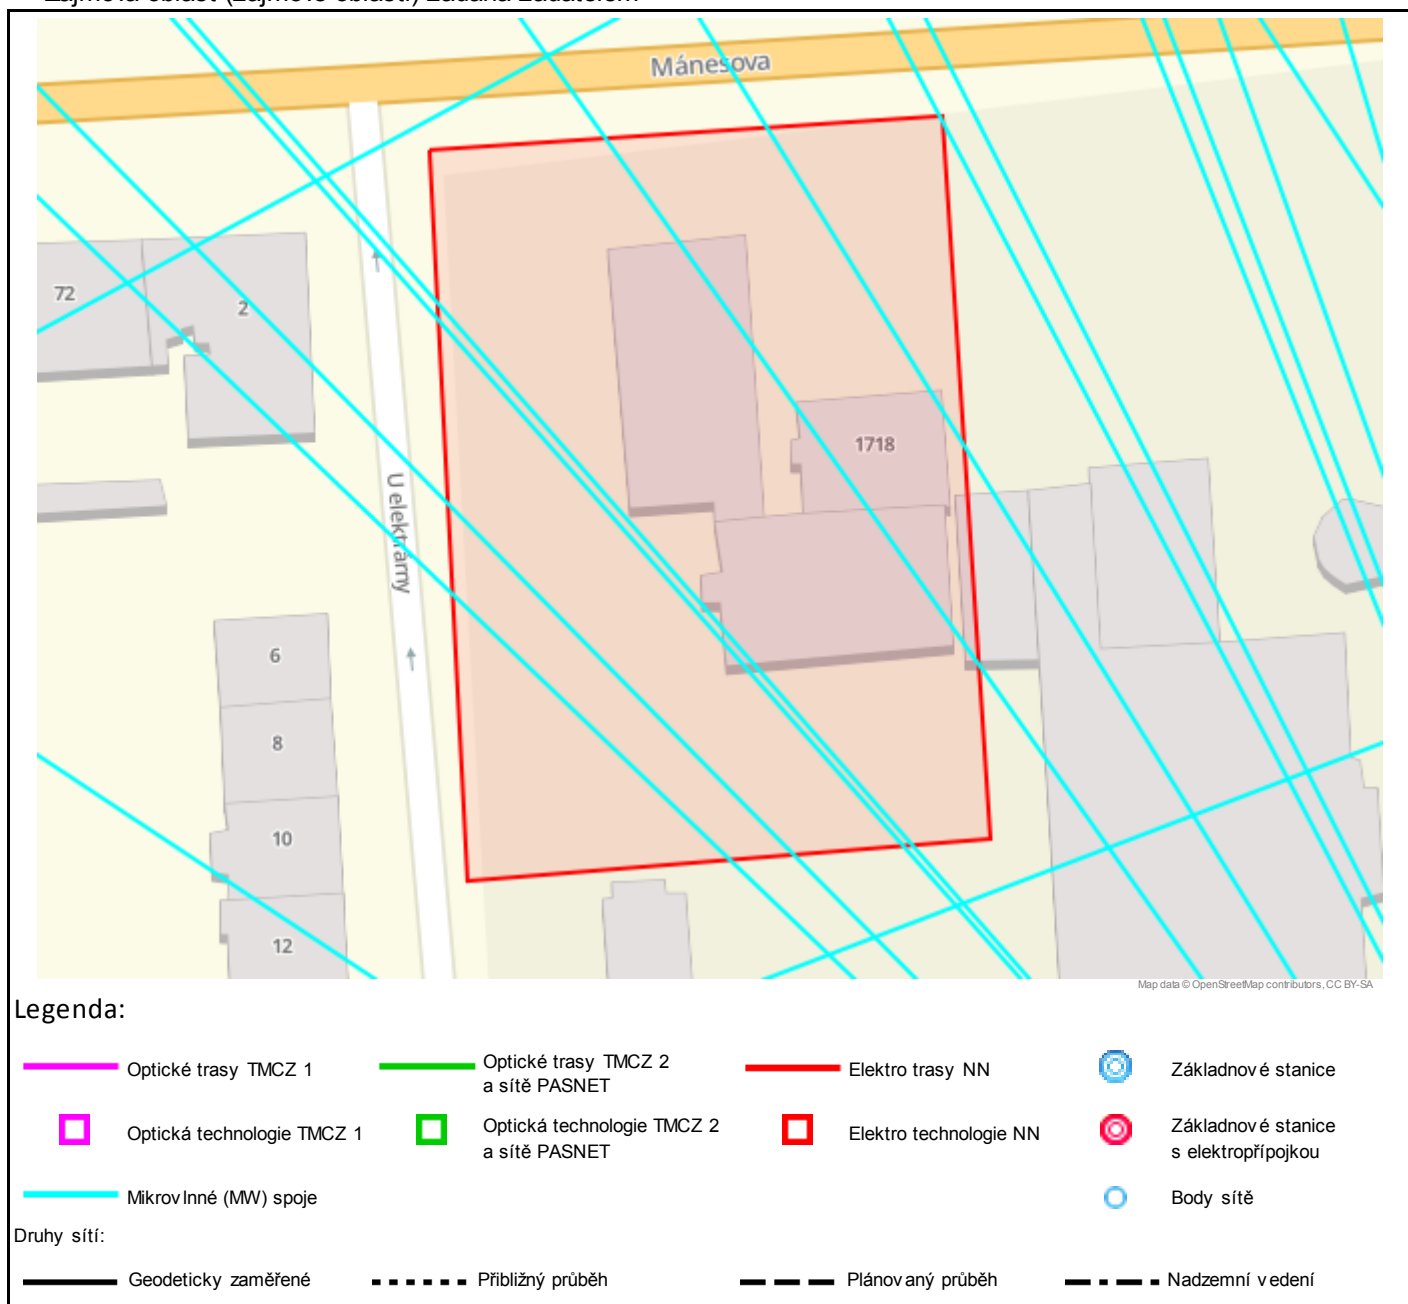 Mánesova
72
2
1718
U elektrárny
6
8
10
12
Map data © OpenStreetMap contributors, CC BY-SA
Legenda:
Optické trasy TMCZ 1
Optické trasy TMCZ 2
a sítě PASNET
Elektro trasy NN
Základnové stanice
Optická technologie TMCZ 1
Optická technologie TMCZ 2
a sítě PASNET
Elektro technologie NN
Základnové stanice
s elektropřípojkou
Mikrovlnné (MW) spoje
Body sítě
Druhy sítí:
Geodeticky zaměřené
Přibližný průběh
Plánovaný průběh
Nadzemní vedení